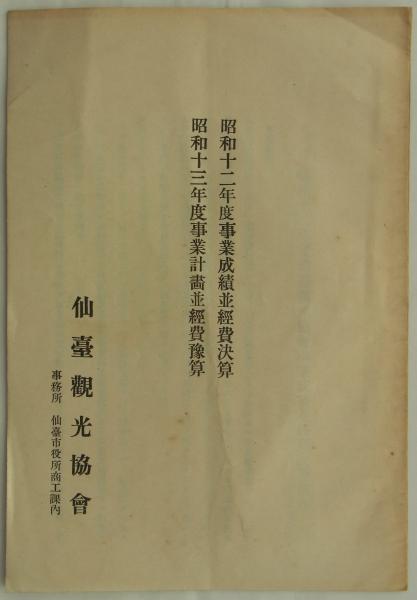 昭和十二年度事業成績並經費決算
昭和十三年度事業計畫並經費豫算
仙臺觀光協會
事務所 仙臺市役所商工課內